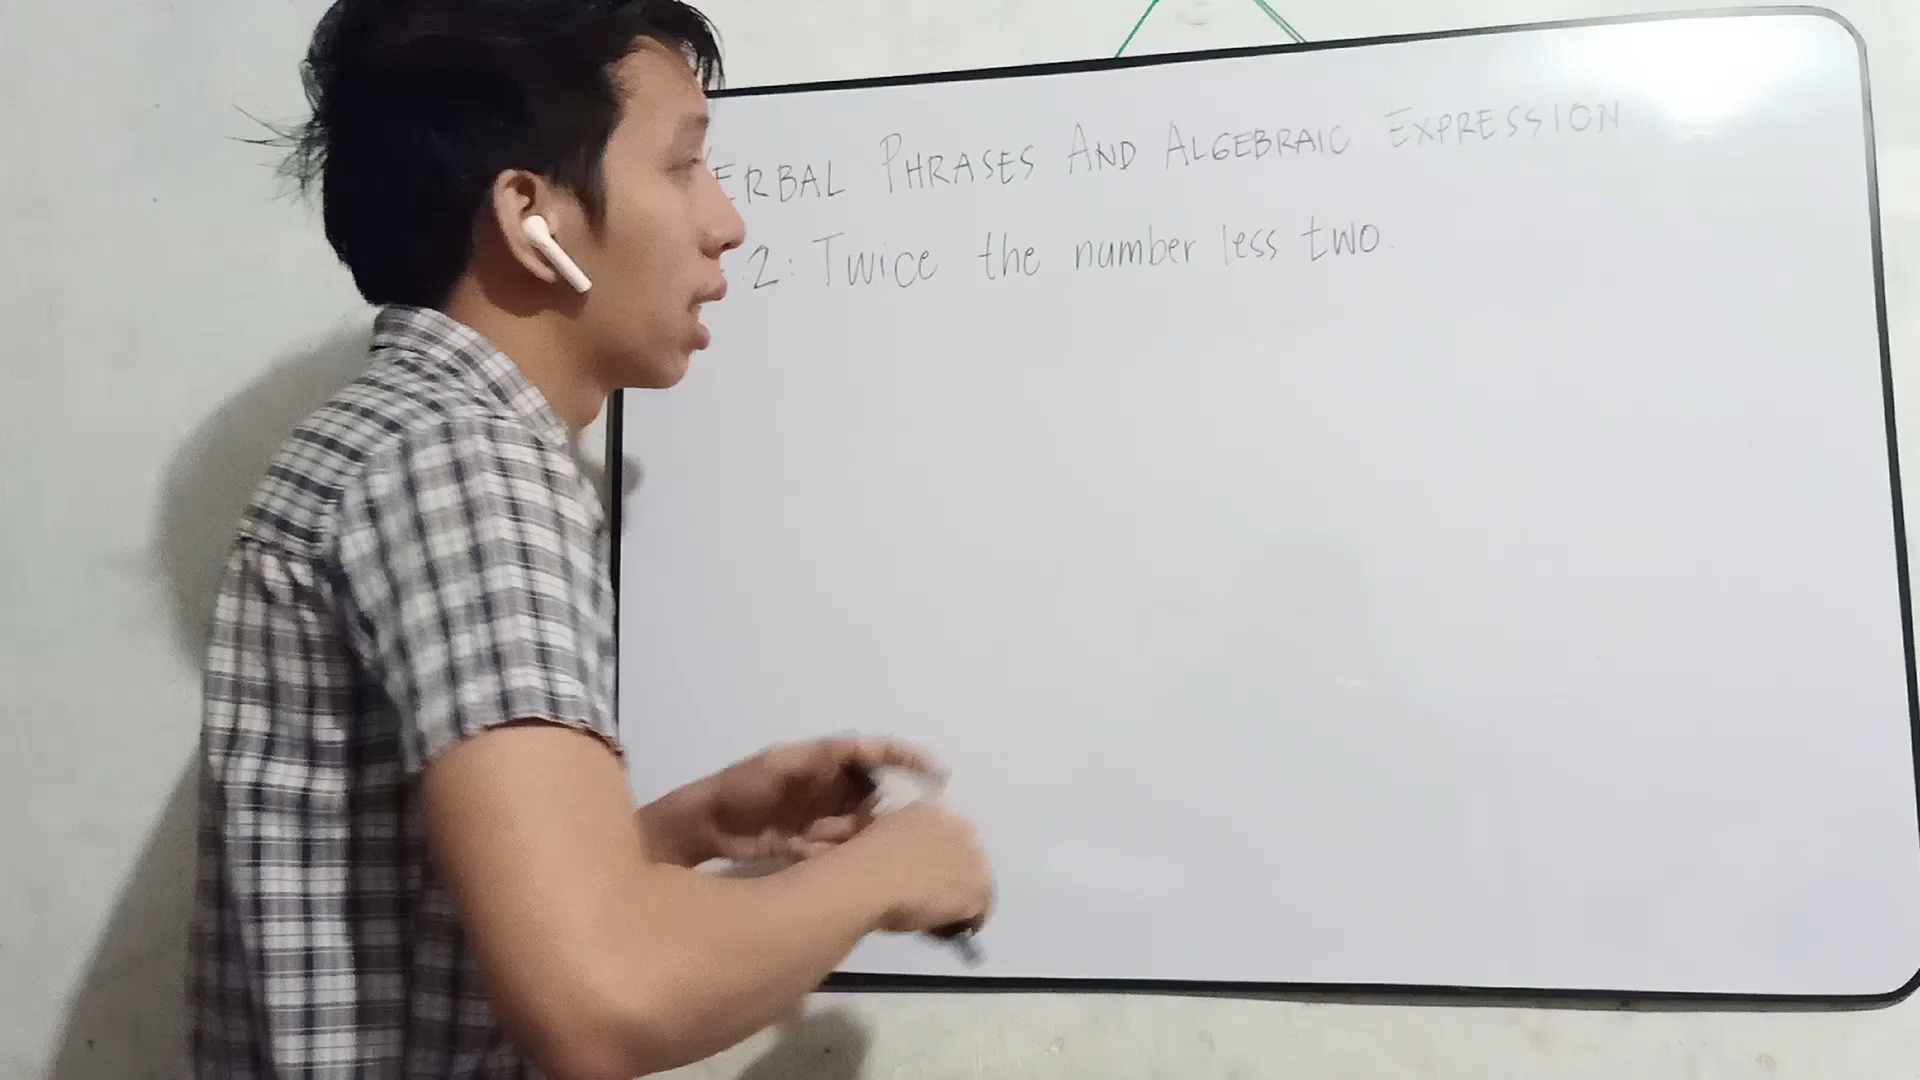 ERBAL PHRASES AND ALGEBRAIC EXPRESSION
.2: Twice the number less two.